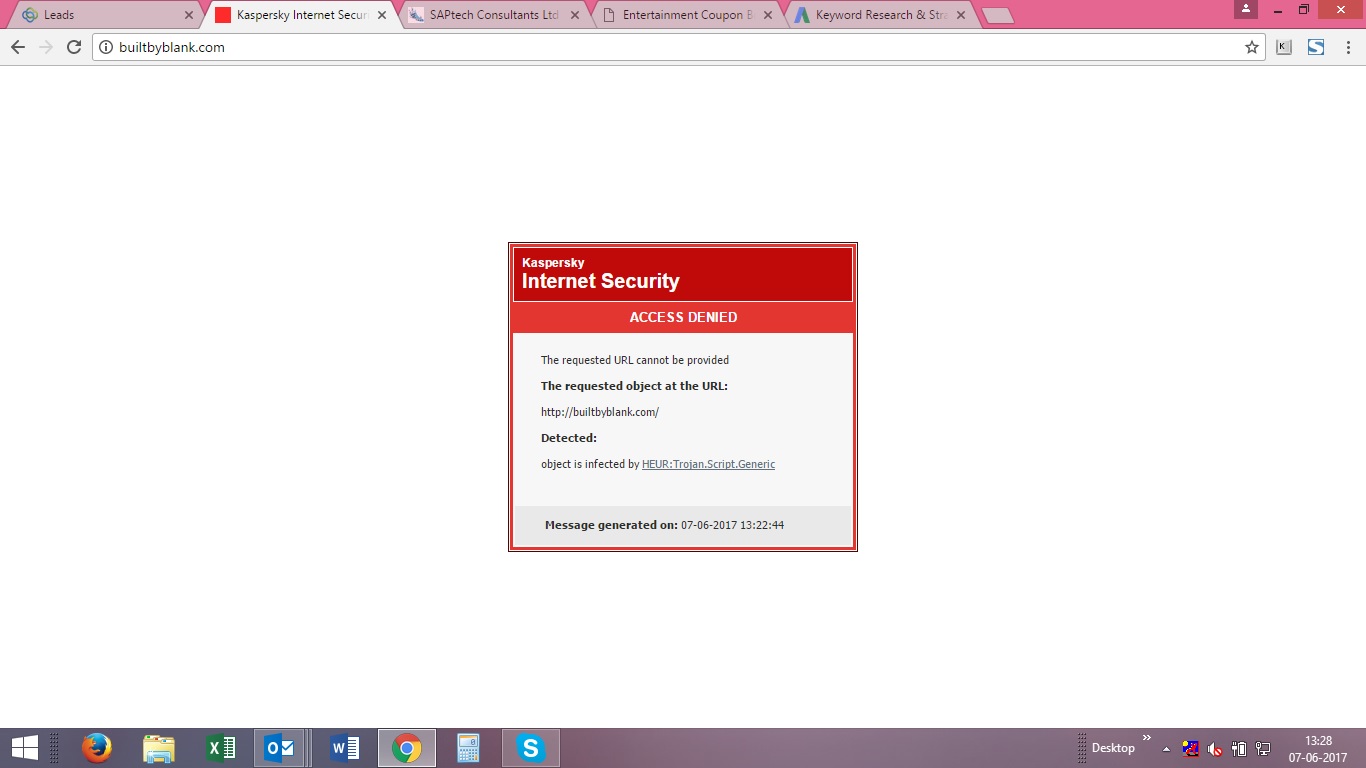 Leads
Kaspersky Internet Securi
SAPtech Consultants Ltd
Entertainment Coupon B
Keyword Research & Stra
builtbyblank.com
K
S
Kaspersky
Internet Security
ACCESS DENIED
The requested URL cannot be provided
The requested object at the URL:
http://builtbyblank.com/
Detected:
object is infected by HEUR:Trojan.Script.Generic
Message generated on: 07-06-2017 13:22:44
Desktop
13:28
07-06-2017